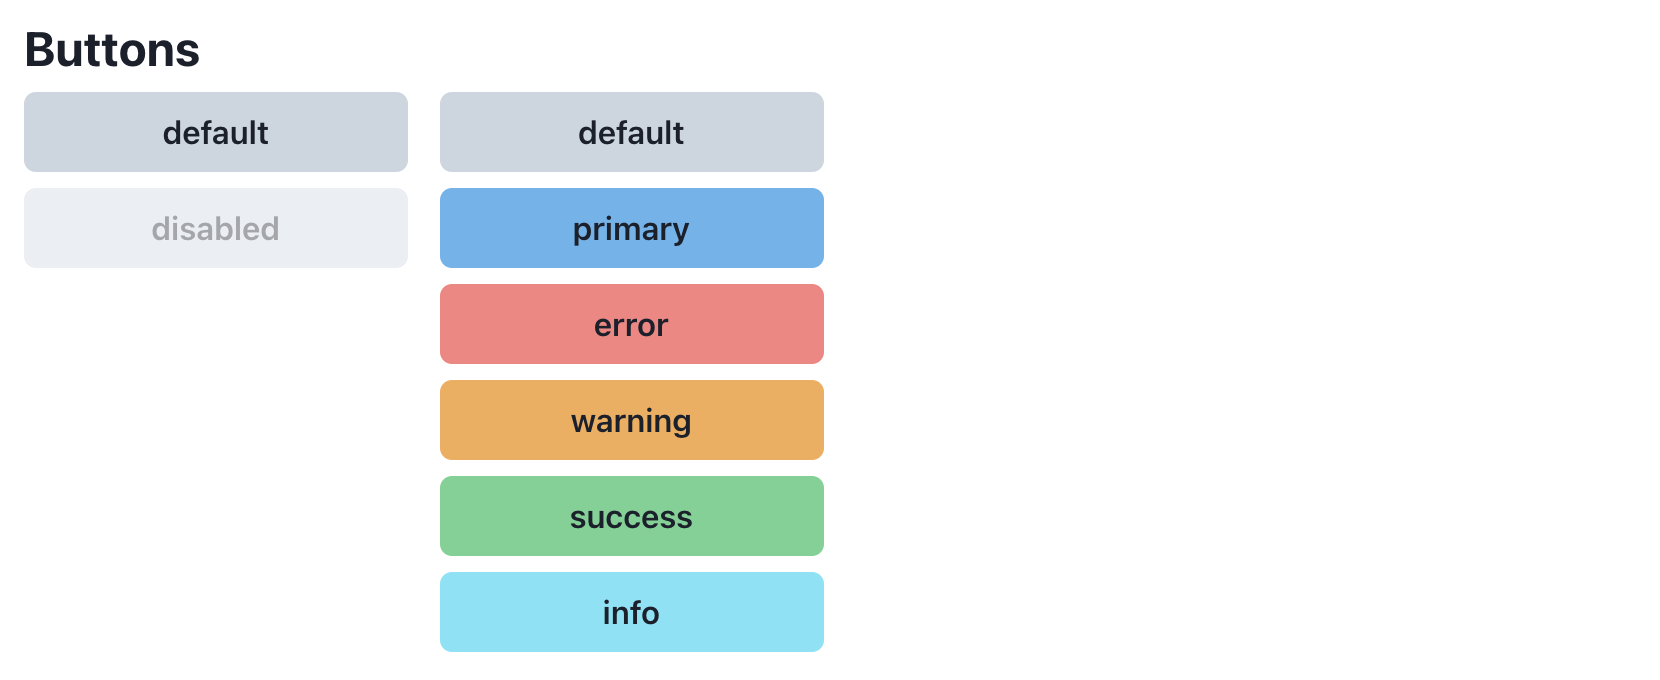 Buttons
default
disabled
default
primary
error
warning
success
info